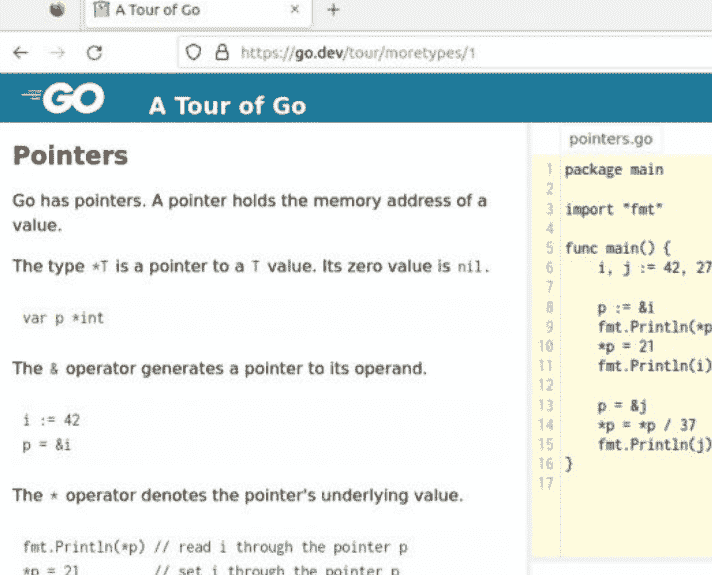 A Tour of Go × +
https://go.dev/tour/moretypes/1
GO A Tour of Go
Pointers
Go has pointers. A pointer holds the memory address of a
value.
The type *T is a pointer to a T value. Its zero value is nil.
var p *int
The & operator generates a pointer to its operand.
i := 42
p = &i
The * operator denotes the pointer's underlying value.
fmt.Println(*p) // read i through the pointer p
*p = 21 // set i through the pointer p
pointers.go
1 package main
2
3 import "fmt"
4
5 func main() {
6 i, j := 42, 27
7
8 p := &i
9 fmt.Println(*p
10 *p = 21
11 fmt.Println(i)
12
13 p = &j
14 *p = *p / 37
15 fmt.Println(j)
16 }
17